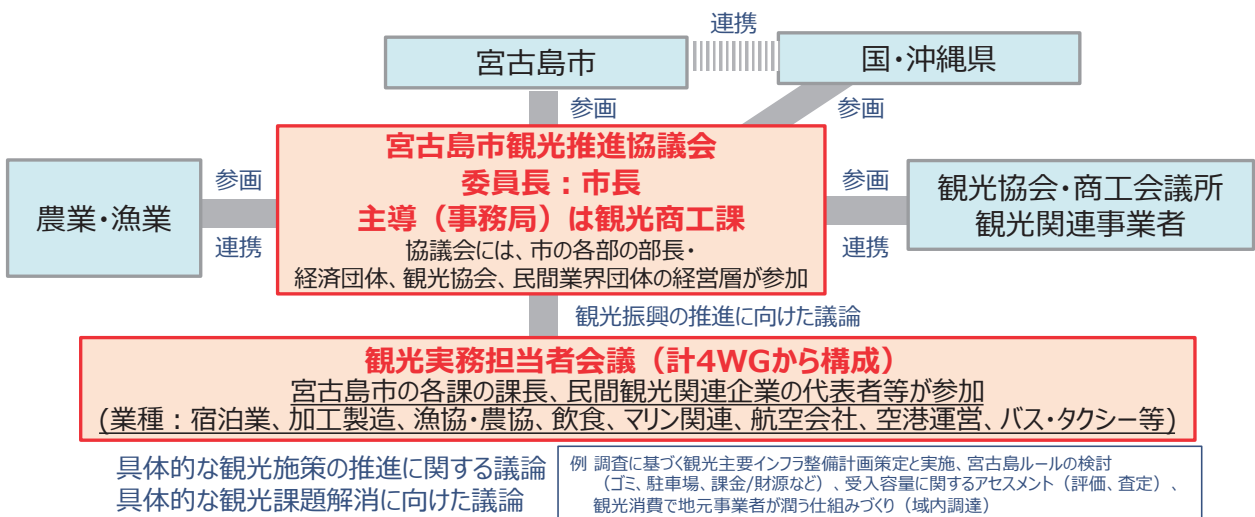 連携
宮古島市
国・沖縄県
参画
参画
宮古島市観光推進協議会
委員長：市長
主導（事務局）は観光商工課
協議会には、市の各部の部長・
経済団体、観光協会、民間業界団体の経営層が参加
農業・漁業
参画
連携
参画
連携
観光協会・商工会議所
観光関連事業者
観光振興の推進に向けた議論
観光実務担当者会議（計4WGから構成）
宮古島市の各課の課長、民間観光関連企業の代表者等が参加
(業種：宿泊業、加工製造、漁協・農協、飲食、マリン関連、航空会社、空港運営、バス・タクシー等)
具体的な観光施策の推進に関する議論
具体的な観光課題解消に向けた議論
例 調査に基づく観光主要インフラ整備計画策定と実施、宮古島ルールの検討
（ゴミ、駐車場、課金/財源など）、受入容量に関するアセスメント（評価、査定）、
観光消費で地元事業者が潤う仕組みづくり（域内調達）